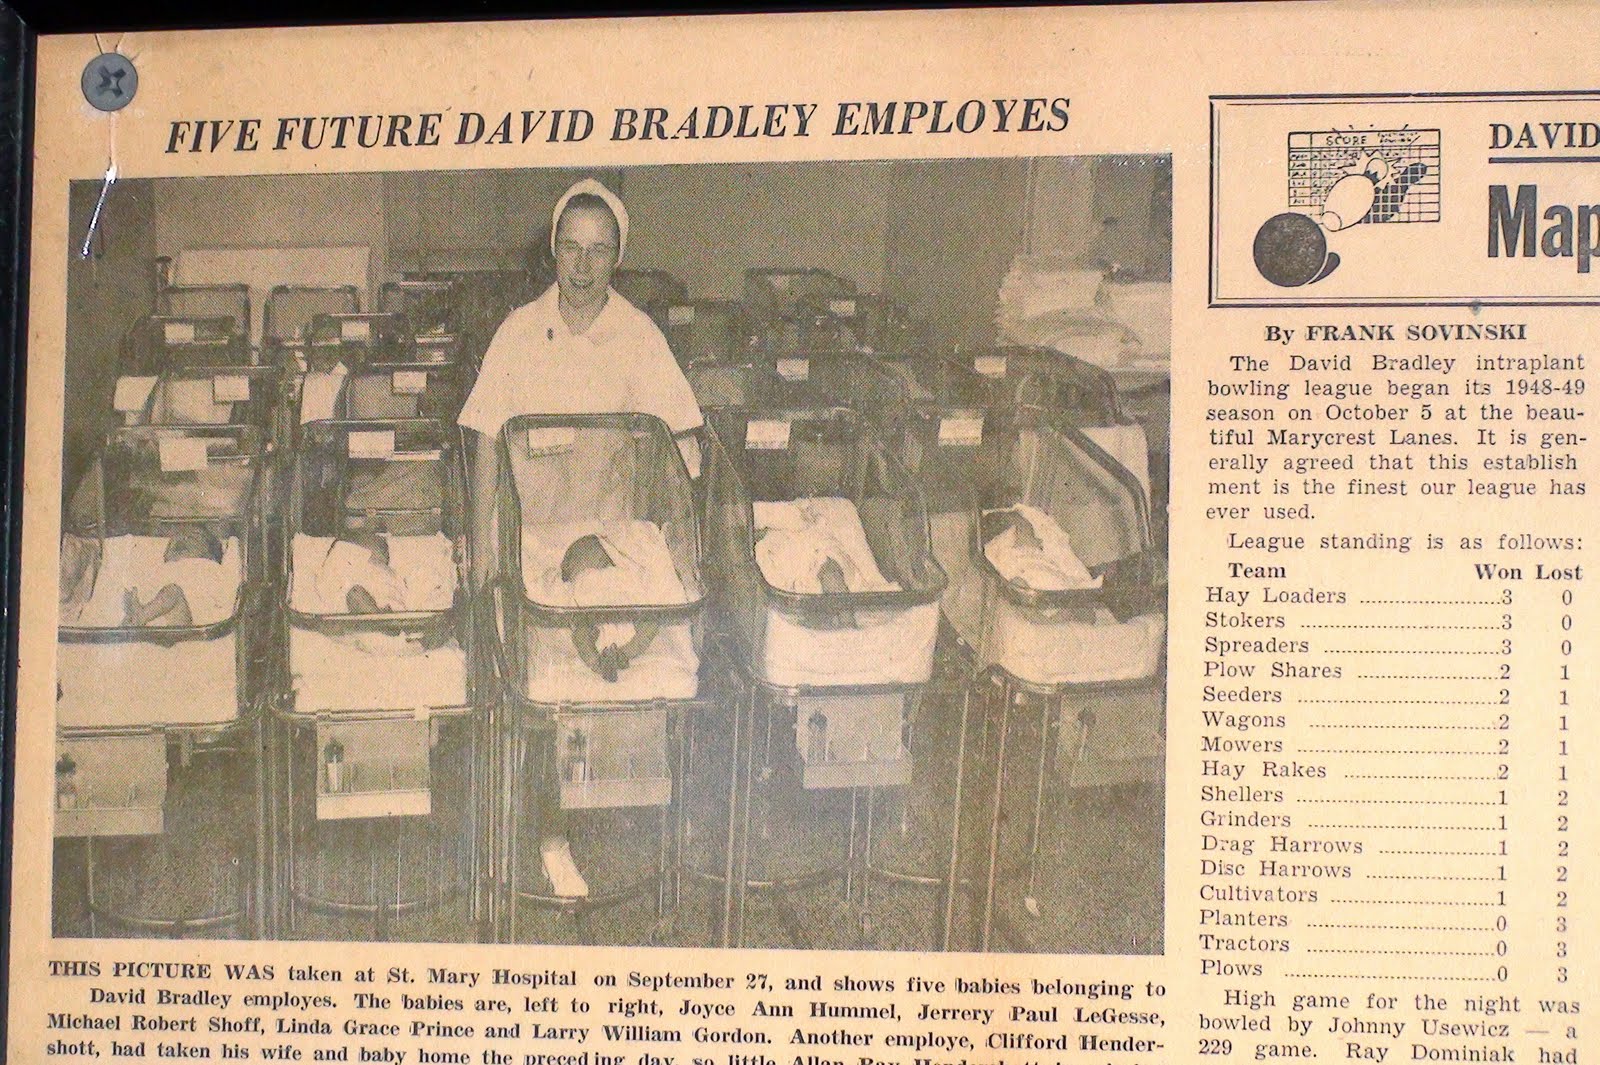 FIVE FUTURE DAVID BRADLEY EMPLOYES
THIS PICTURE WAS taken at St. Mary Hospital on September 27, and shows five babies belonging to
David Bradley employes. The babies are, left to right, Joyce Ann Hummel, Jerrery Paul LeGesse,
Michael Robert Shoff, Linda Grace Prince and Larry William Gordon. Another employe, Clifford Hender-
shott, had taken his wife and baby home the preceding day, so little Allan Ray
SCORE
DAVID
Map
By FRANK SOVINSKI
The David Bradley intraplant
bowling league began its 1948-49
season on October 5 at the beau-
tiful Marycrest Lanes. It is gen-
erally agreed that this establish
ment is the finest our league has
ever used.
League standing is as follows:
Team Won Lost
Hay Loaders ........................3 0
Stokers ........................3 0
Spreaders ........................3 0
Plow Shares ........................2 1
Seeders ........................2 1
Wagons ........................2 1
Mowers ........................2 1
Hay Rakes ........................2 1
Shellers ........................1 2
Grinders ........................1 2
Drag Harrows ........................1 2
Disc Harrows ........................1 2
Cultivators ........................1 2
Planters ........................0 3
Tractors ........................0 3
Plows ........................0 3
High game for the night was
bowled by Johnny Usewicz — a
229 game. Ray Dominiak had